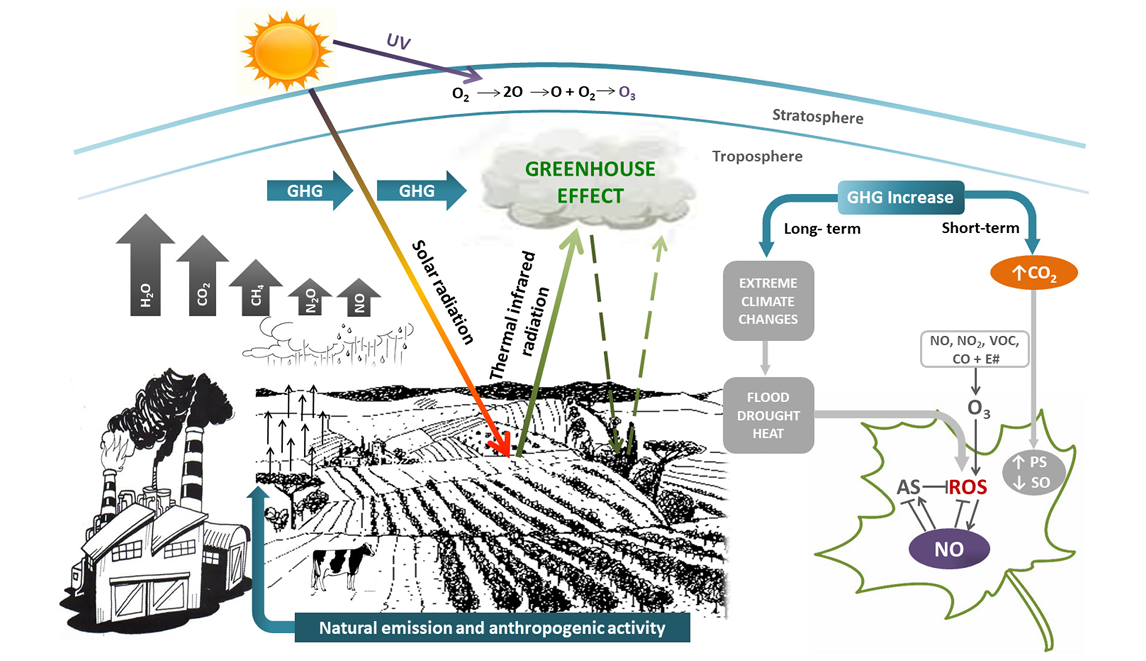 UV
O₂ → 2O → O + O₂ → O₃
Stratosphere
Troposphere
GREENHOUSE
EFFECT
GHG
GHG
H₂O
CO₂
CH₄
N₂O
NO
Solar radiation
Thermal infrared
radiation
Natural emission and anthropogenic activity
GHG Increase
Long- term
Short-term
EXTREME
CLIMATE
CHANGES
FLOOD
DROUGHT
HEAT
↑CO₂
NO, NO₂, VOC,
CO + E#
O₃
↑ PS
↓ SO
AS
ROS
NO